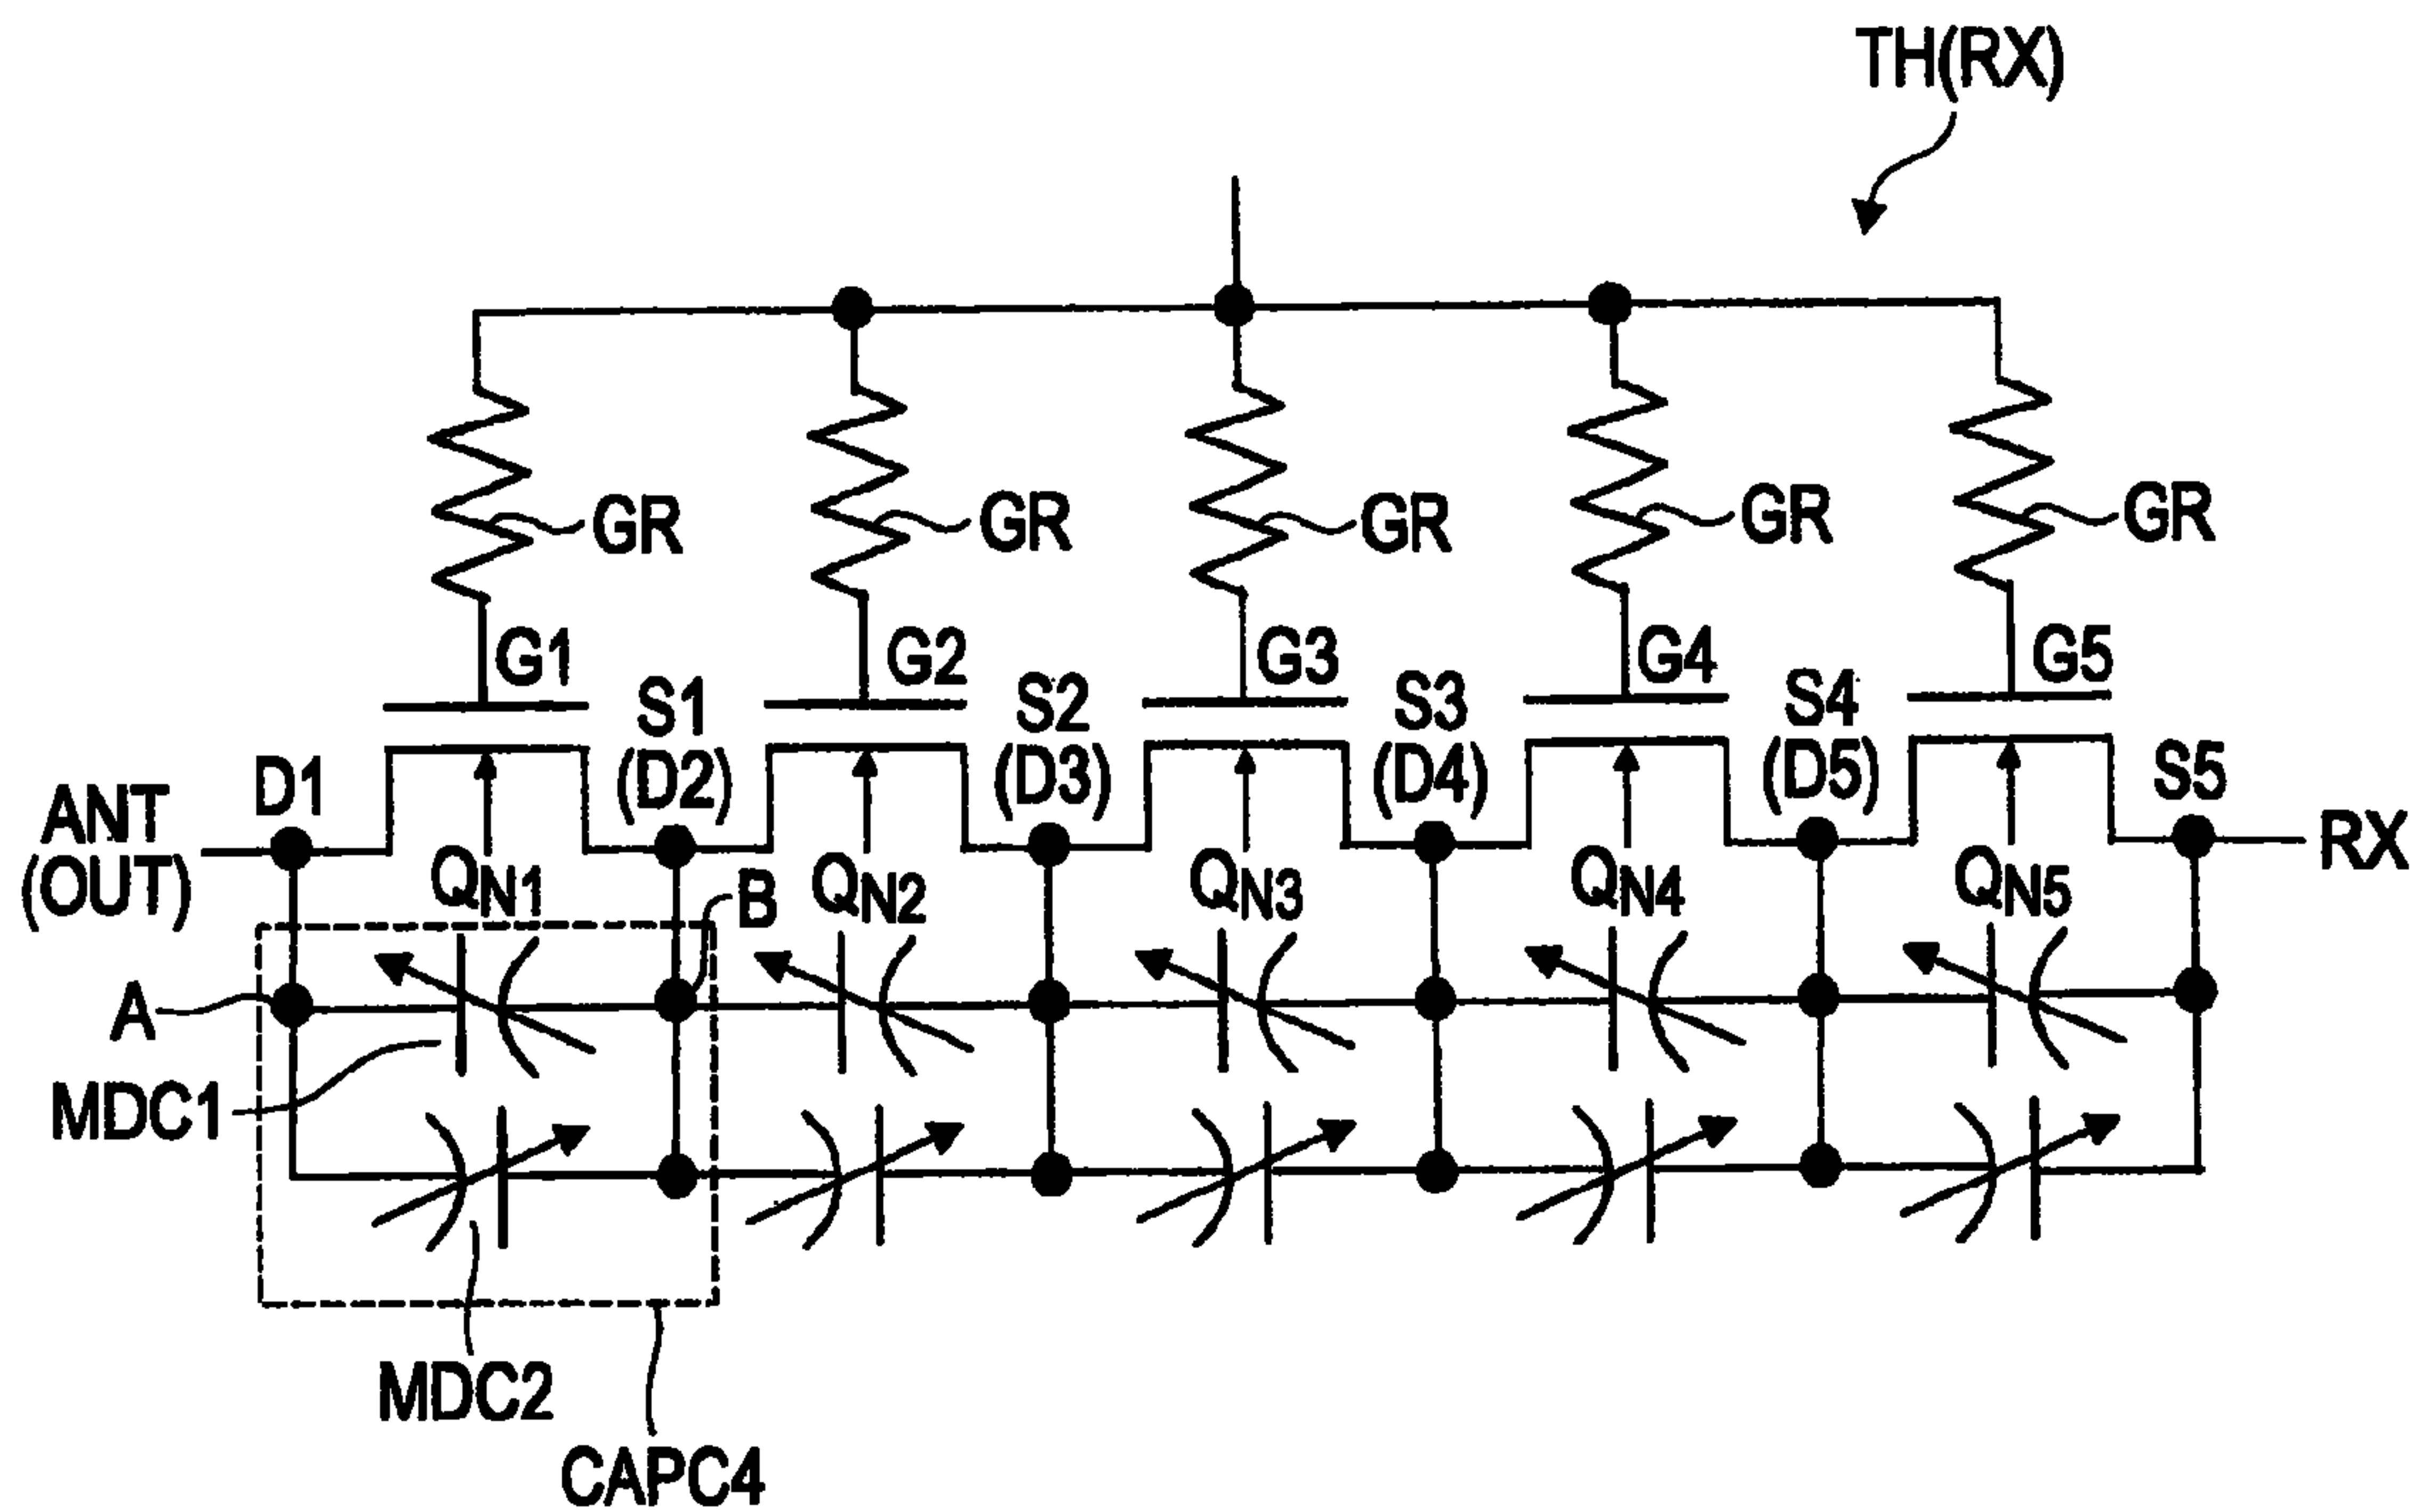 TH(RX)
GR GR GR GR GR
G1 G2 G3 G4 G5
S1 S2 S3 S4
D1 (D2) (D3) (D4) (D5) S5
ANT
(OUT)
RX
QN1 QN2 QN3 QN4 QN5
B
A
MDC1
MDC2
CAPC4